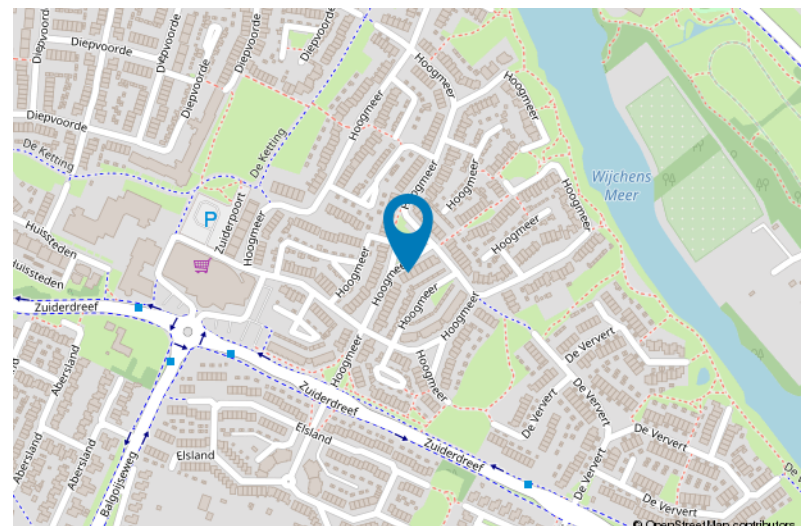 Diepvoorde
Diepvoorde
Diepvoorde
Diepvoorde
Diepvoorde
De Ketting
De Ketting
Hoogmeer
Hoogmeer
Hoogmeer
Hoogmeer
Hoogmeer
Wijchens
Meer
P
Zuiderpoort
Hoogmeer
Hoogmeer
Huissteden
Huissteden
Hoogmeer
Hoogmeer
Hoogmeer
Hoogmeer
Hoogmeer
Hoogmeer
Zuiderdreef
Zuiderdreef
Zuiderdreef
Abersland
Abersland
Balgoijseweg
Elsland
Elsland
De Ververt
De Ververt
De Ververt
De Ververt
De Ververt
© OpenStreetMap contributors